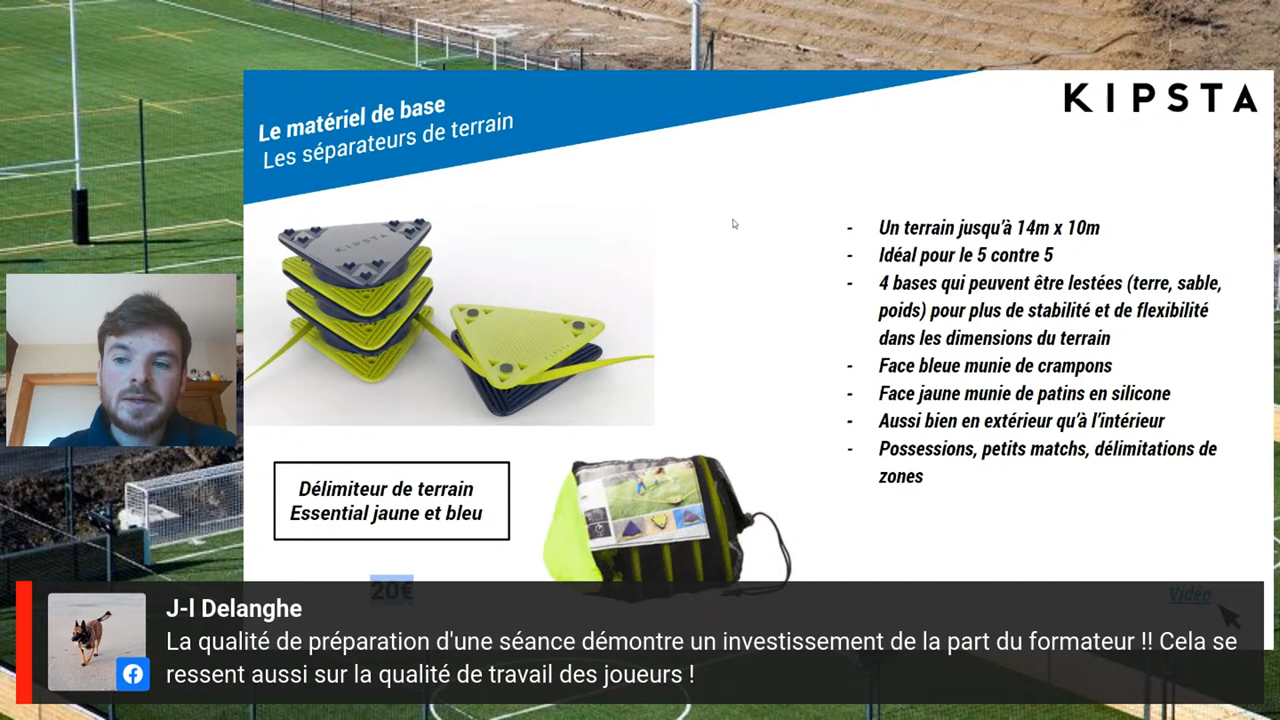 Le matériel de base
Les séparateurs de terrain
KIPSTA
KIPSTA
- Un terrain jusqu'à 14m x 10m
- Idéal pour le 5 contre 5
- 4 bases qui peuvent être lestées (terre, sable,
poids) pour plus de stabilité et de flexibilité
dans les dimensions du terrain
- Face bleue munie de crampons
- Face jaune munie de patins en silicone
- Aussi bien en extérieur qu'à l'intérieur
- Possessions, petits matchs, délimitations de
zones
Délimiteur de terrain
Essential jaune et bleu
20€
Vidéo
J-l Delanghe
La qualité de préparation d'une séance démontre un investissement de la part du formateur !! Cela se
ressent aussi sur la qualité de travail des joueurs !